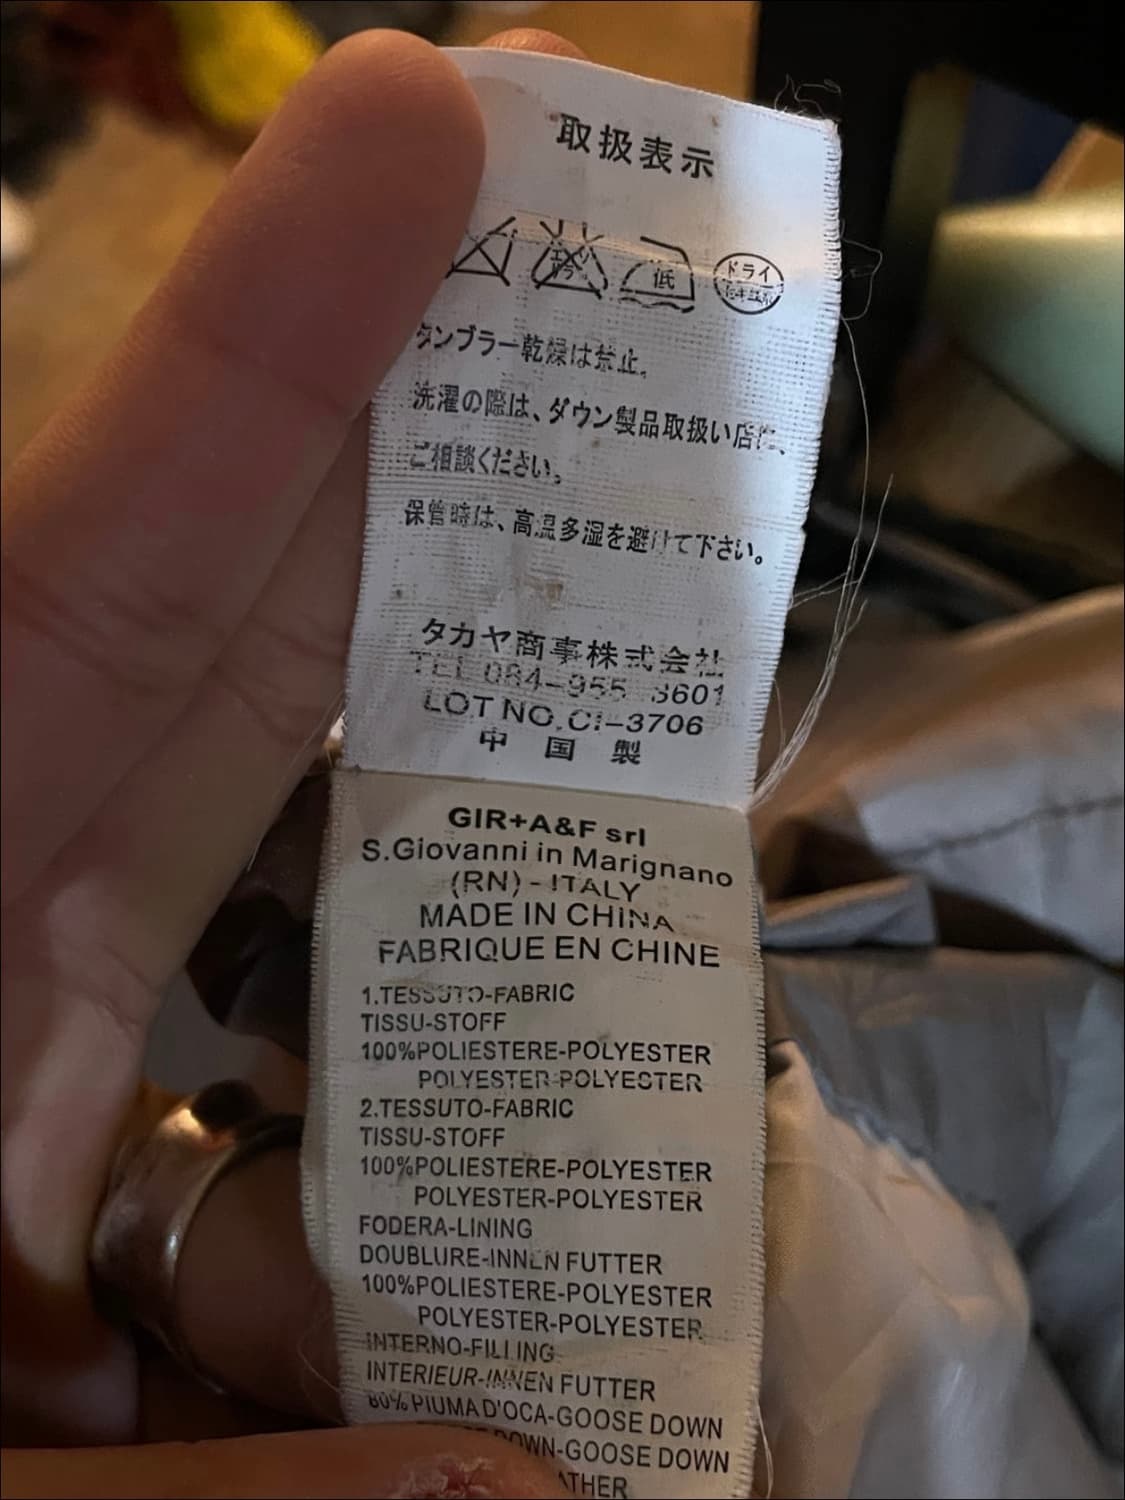 取扱表示
低
ドライ
タンブラー乾燥は禁止。
洗濯の際は、ダウン製品取扱い店に、
ご相談ください。
保管時は、高温多湿を避けて下さい。
タカヤ商事株式会社
TEL 084-955 3601
LOT NO.CI-3706
中国製
GIR+A&F srl
S.Giovanni in Marignano
(RN) - ITALY
MADE IN CHINA
FABRIQUE EN CHINE
1.TESSUTO-FABRIC
TISSU-STOFF
100%POLIESTERE-POLYESTER
POLYESTER-POLYESTER
2.TESSUTO-FABRIC
TISSU-STOFF
100%POLIESTERE-POLYESTER
POLYESTER-POLYESTER
FODERA-LINING
DOUBLURE-INNEN FUTTER
100%POLIESTERE-POLYESTER
POLYESTER-POLYESTER
INTERNO-FILLING
INTERIEUR-INNEN FUTTER
80% PIUMA D'OCA-GOOSE DOWN
DOWN-GOOSE DOWN